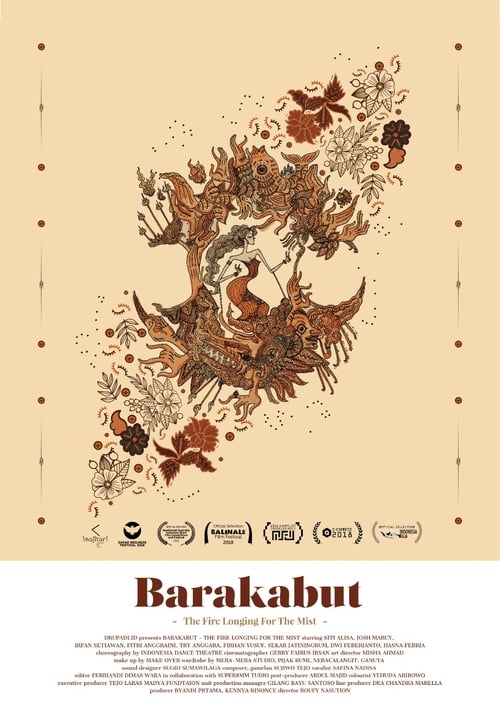 Imajitari
Official Selection
BALINALE
Film Festival
2018
2018
OFFICIAL SELECTION
Barakabut
- The Fire Longing For The Mist -
DRUPADI.ID presents BARAKABUT - THE FIRE LONGING FOR THE MIST starring SITI ALISA, JOSH MARCY,
IRFAN SETIAWAN, FITRI ANGGRAINI, TRY ANGGARA, FIRHAN YUSUF, SEKAR JATININGRUM, DWI FEBERIANTO, HASNA FEBRIA
choreography by INDONESIA DANCE THEATRE cinematographer GERRY FAIRUS IRSAN art director MISHA AHMAD
make up by MAKE OVER wardrobe by MERA-MERA STUDIO, PIJAK BUMI, NERACALANGIT, GANUTA
sound designer SUGIH SUMAWILAGA composer, gamelan SUJIWO TEJO vocalist SAFINA NADISA
editor FEBRIANDI DIMAS WARA in collaboration with SUPERMM TUDIO post-producer ABDUL MAJID colourist YEHUDA ARIBOWO
executive producer TEJO LARAS MADYA FUNDTAION unit production manager GILANG BAYU SANTOSO line producer DEA CHANDRA MARELLA
producer RYANDI PRTAMA, KENNYA RINONCE director ROUFY NASUTION